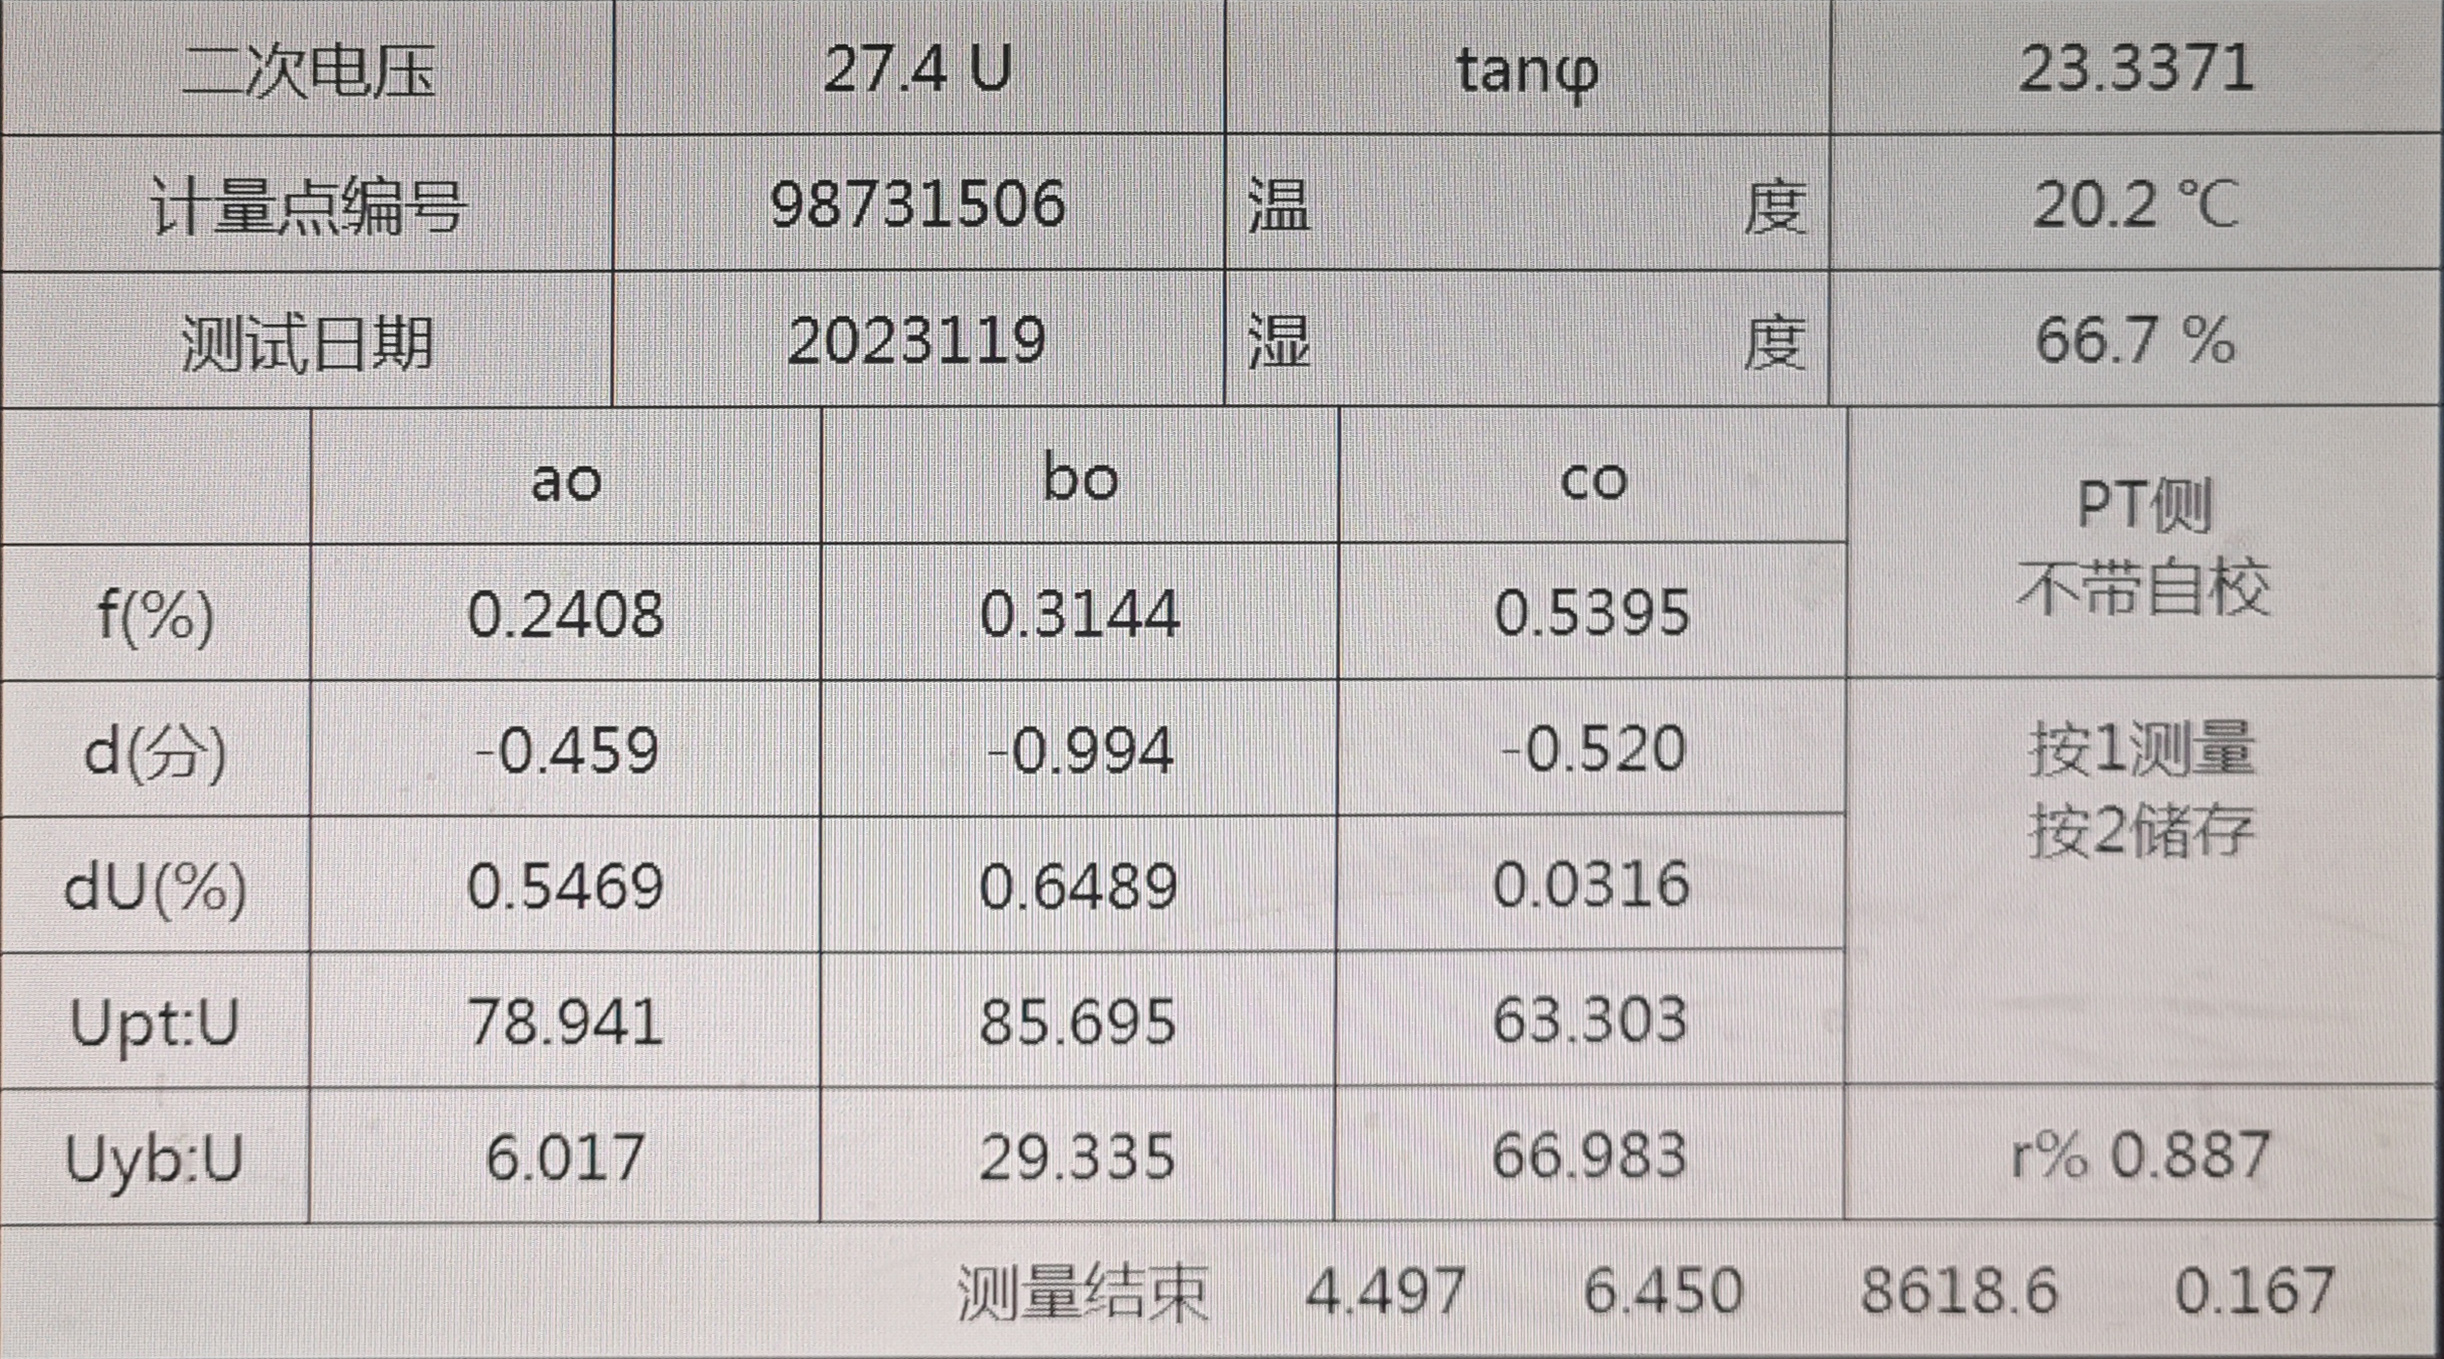 二次电压 27.4 U tanφ 23.3371
计量点编号 98731506 温 度 20.2 ℃
测试日期 2023119 湿 度 66.7 %
ao bo co
PT侧
不带自校
f(%) 0.2408 0.3144 0.5395
d(分) -0.459 -0.994 -0.520
按1测量
按2储存
dU(%) 0.5469 0.6489 0.0316
Upt:U 78.941 85.695 63.303
Uyb:U 6.017 29.335 66.983 r% 0.887
测量结束 4.497 6.450 8618.6 0.167